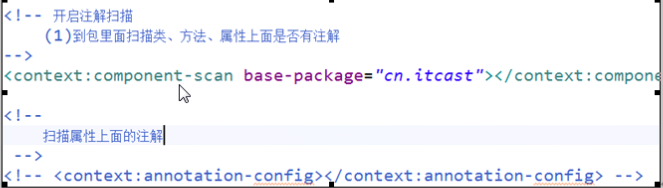 <!-- 开启注解扫描
(1)到包里面扫描类、方法、属性上面是否有注解
-->
<context:component-scan base-package="cn.itcast"></context:compone
<!--
扫描属性上面的注解
-->
<!-- <context:annotation-config></context:annotation-config> -->